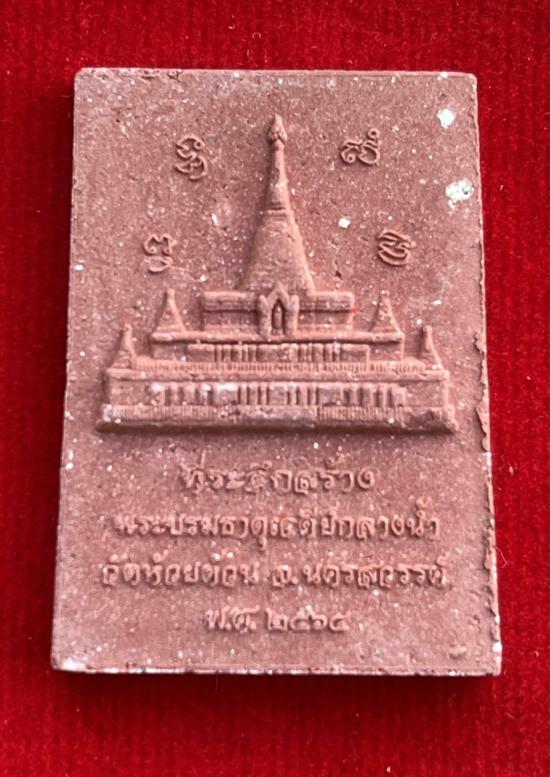 ที่ระลึกสร้าง
พระบรมธาตุเจดีย์กลางน้ำ
วัดห้วยด้วน จ.นครสวรรค์
พ.ศ. ๒๕๖๔